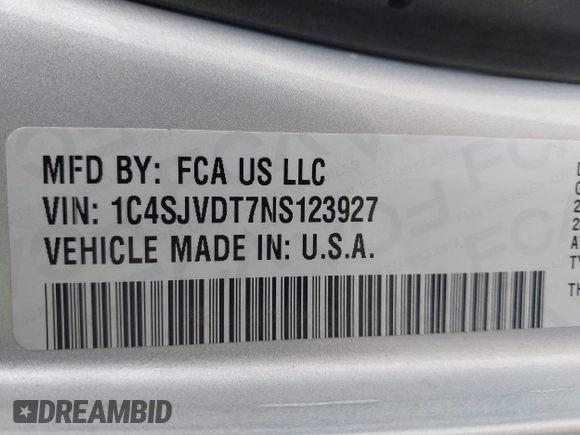 MFD BY: FCA US LLC
VIN: 1C4SJVDT7NS123927
VEHICLE MADE IN: U.S.A.
DREAMBID